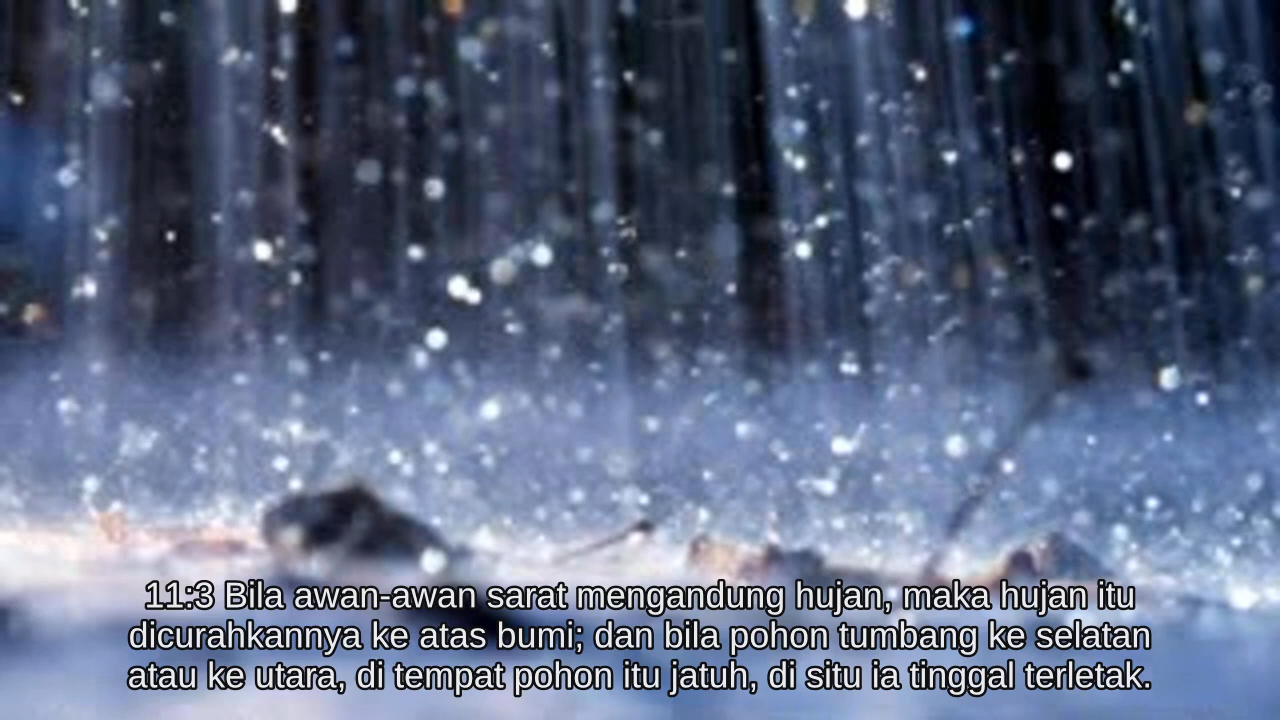 11:3 Bila awan-awan sarat mengandung hujan, maka hujan itu
dicurahkannya ke atas bumi; dan bila pohon tumbang ke selatan
atau ke utara, di tempat pohon itu jatuh, di situ ia tinggal terletak.